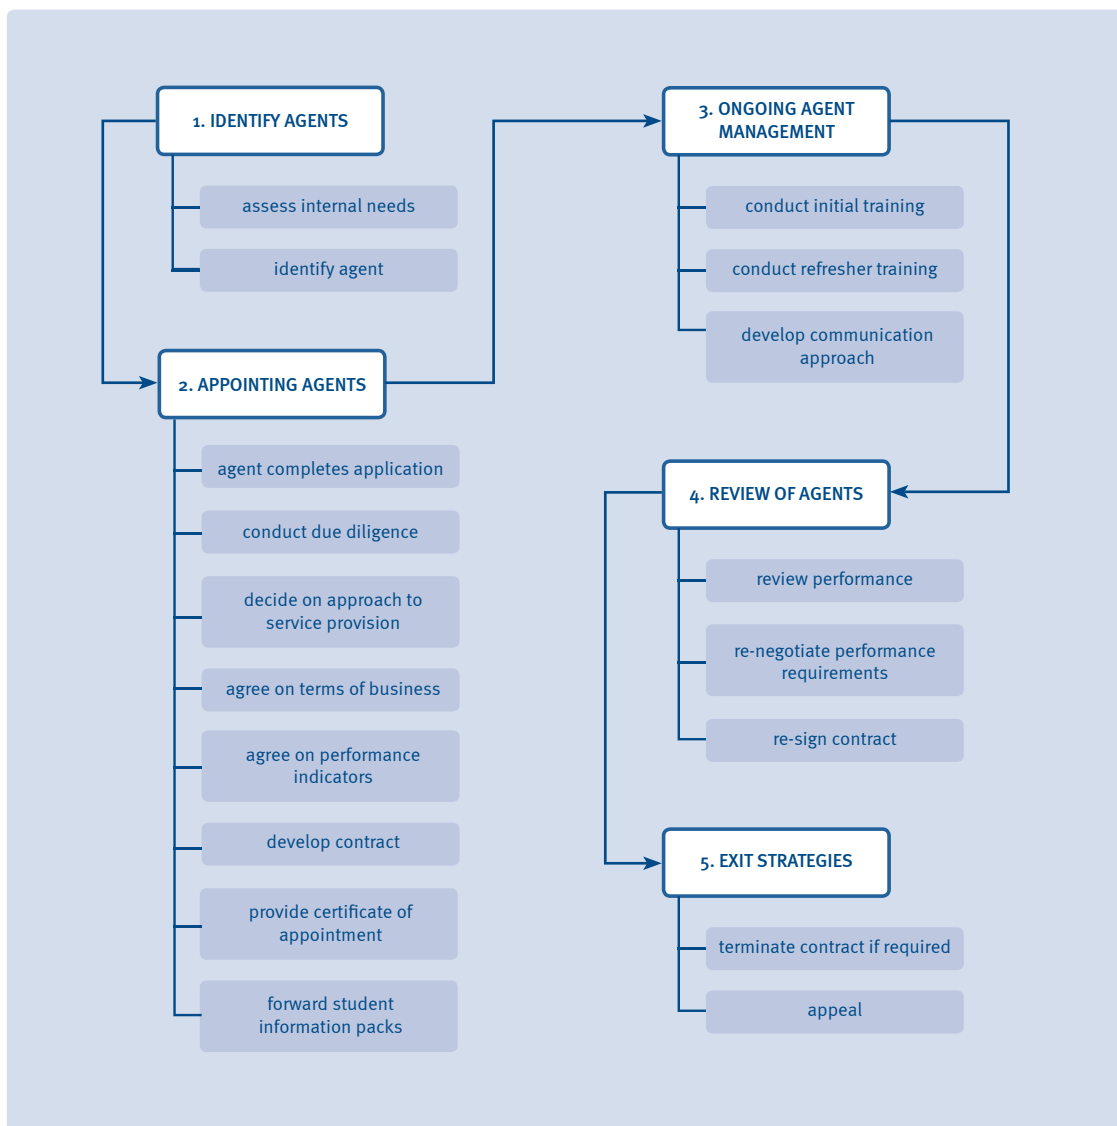 1. IDENTIFY AGENTS
assess internal needs
identify agent
2. APPOINTING AGENTS
agent completes application
conduct due diligence
decide on approach to
service provision
agree on terms of business
agree on performance
indicators
develop contract
provide certificate of
appointment
forward student
information packs
3. ONGOING AGENT
MANAGEMENT
conduct initial training
conduct refresher training
develop communication
approach
4. REVIEW OF AGENTS
review performance
re-negotiate performance
requirements
re-sign contract
5. EXIT STRATEGIES
terminate contract if required
appeal